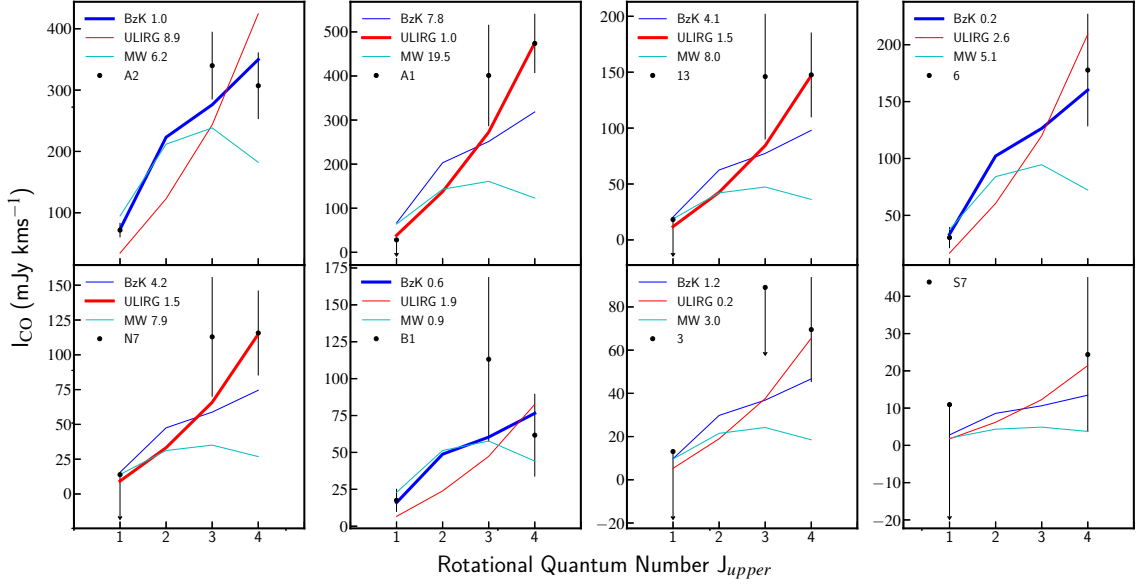 BzK 1.0
ULIRG 8.9
MW 6.2
A2
400
300
200
100
BzK 7.8
ULIRG 1.0
MW 19.5
A1
500
400
300
200
100
0
BzK 4.1
ULIRG 1.5
MW 8.0
13
200
150
100
50
0
BzK 0.2
ULIRG 2.6
MW 5.1
6
200
150
100
50
BzK 4.2
ULIRG 1.5
MW 7.9
N7
150
125
100
75
50
25
0
1 2 3 4
BzK 0.6
ULIRG 1.9
MW 0.9
B1
175
150
125
100
75
50
25
0
1 2 3 4
BzK 1.2
ULIRG 0.2
MW 3.0
3
80
60
40
20
0
−20
1 2 3 4
S7
40
30
20
10
0
−10
−20
1 2 3 4
I_CO (mJy kms⁻¹)
Rotational Quantum Number J_upper